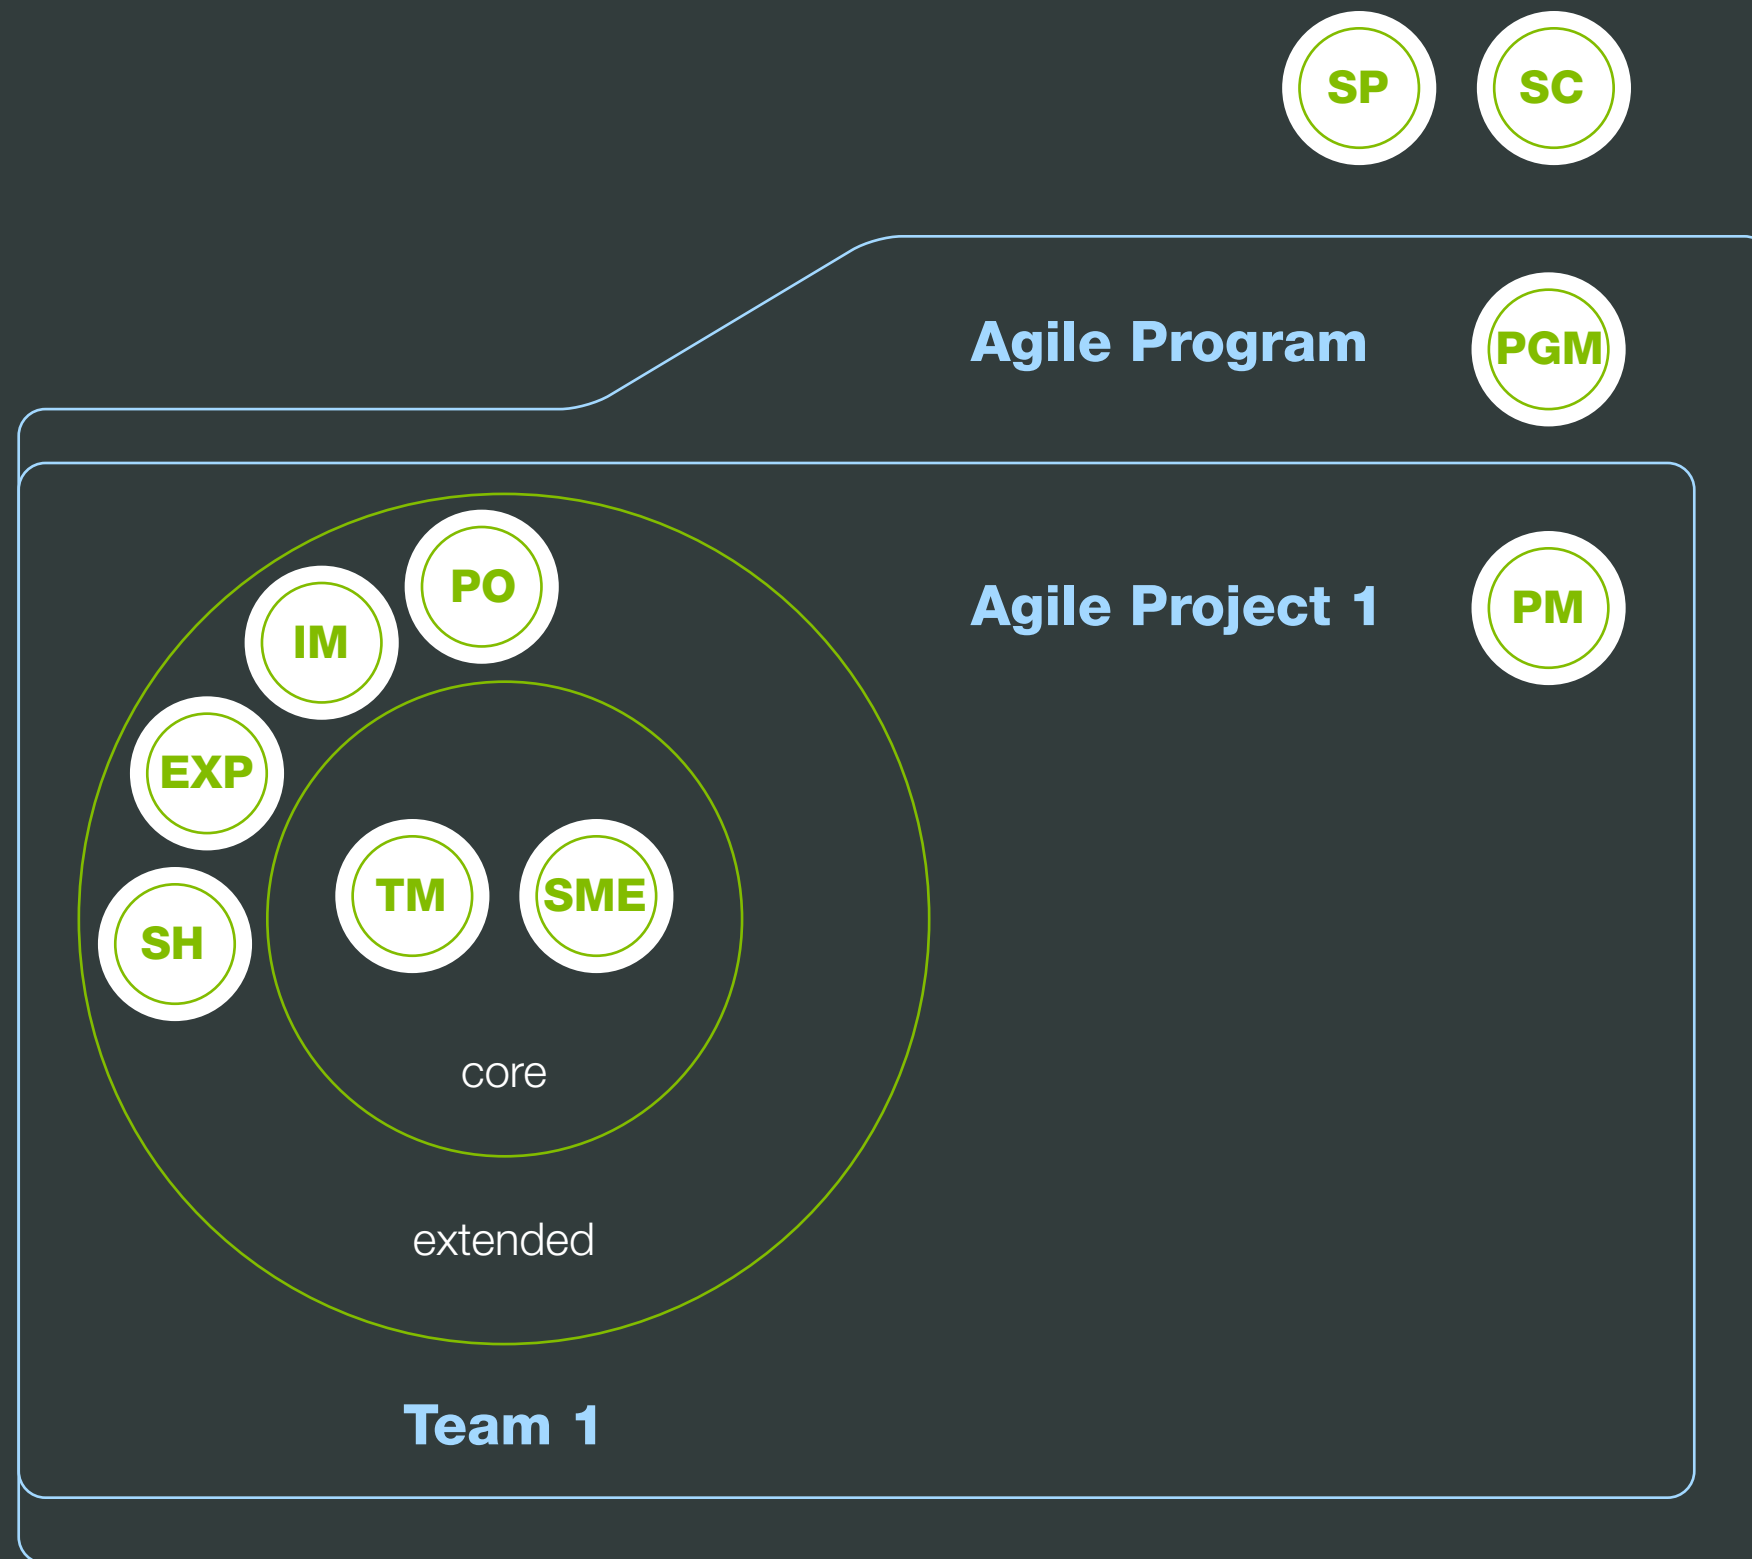 SP SC
Agile Program PGM
PO
IM
Agile Project 1 PM
EXP
TM SME
SH
core
extended
Team 1